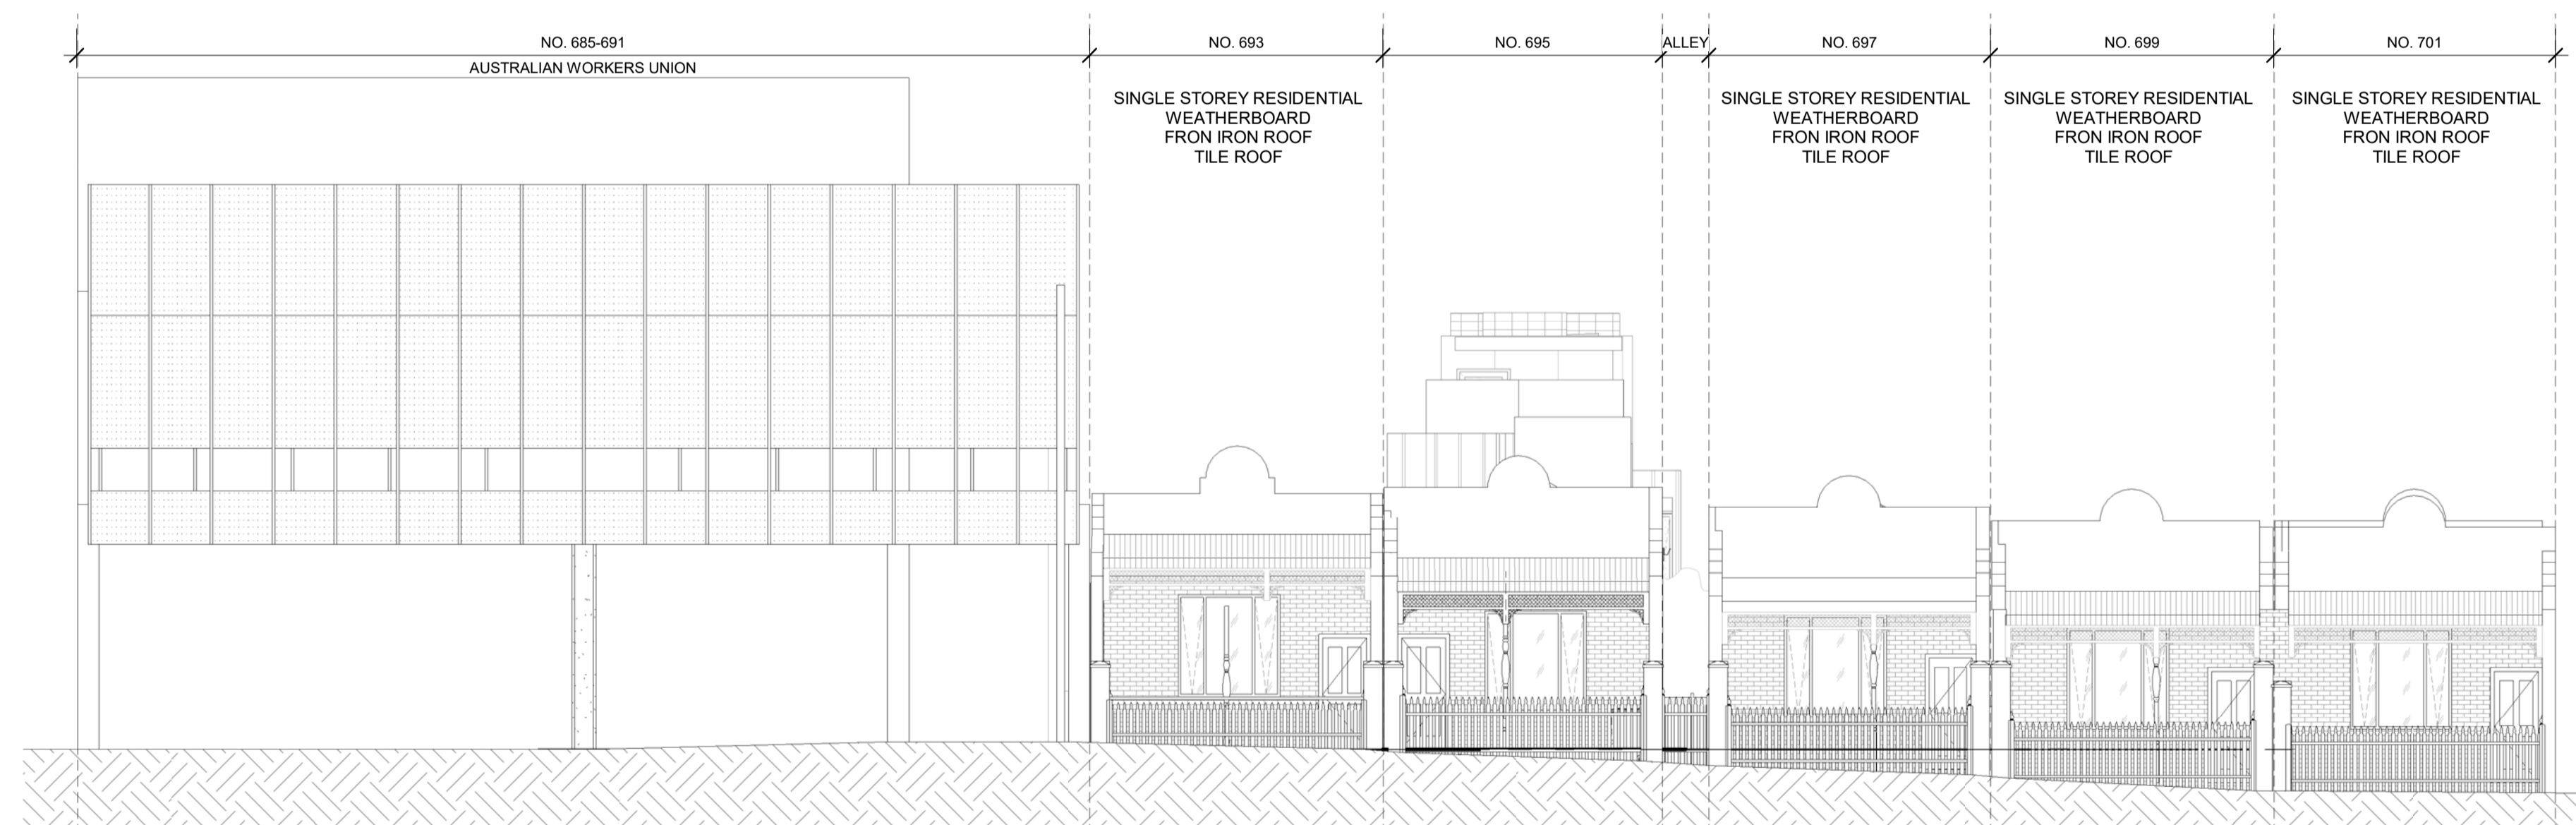 NO. 685-691
NO. 693
NO. 695
ALLEY
NO. 697
NO. 699
NO. 701
AUSTRALIAN WORKERS UNION
SINGLE STOREY RESIDENTIAL
WEATHERBOARD
FRON IRON ROOF
TILE ROOF
SINGLE STOREY RESIDENTIAL
WEATHERBOARD
FRON IRON ROOF
TILE ROOF
SINGLE STOREY RESIDENTIAL
WEATHERBOARD
FRON IRON ROOF
TILE ROOF
SINGLE STOREY RESIDENTIAL
WEATHERBOARD
FRON IRON ROOF
TILE ROOF